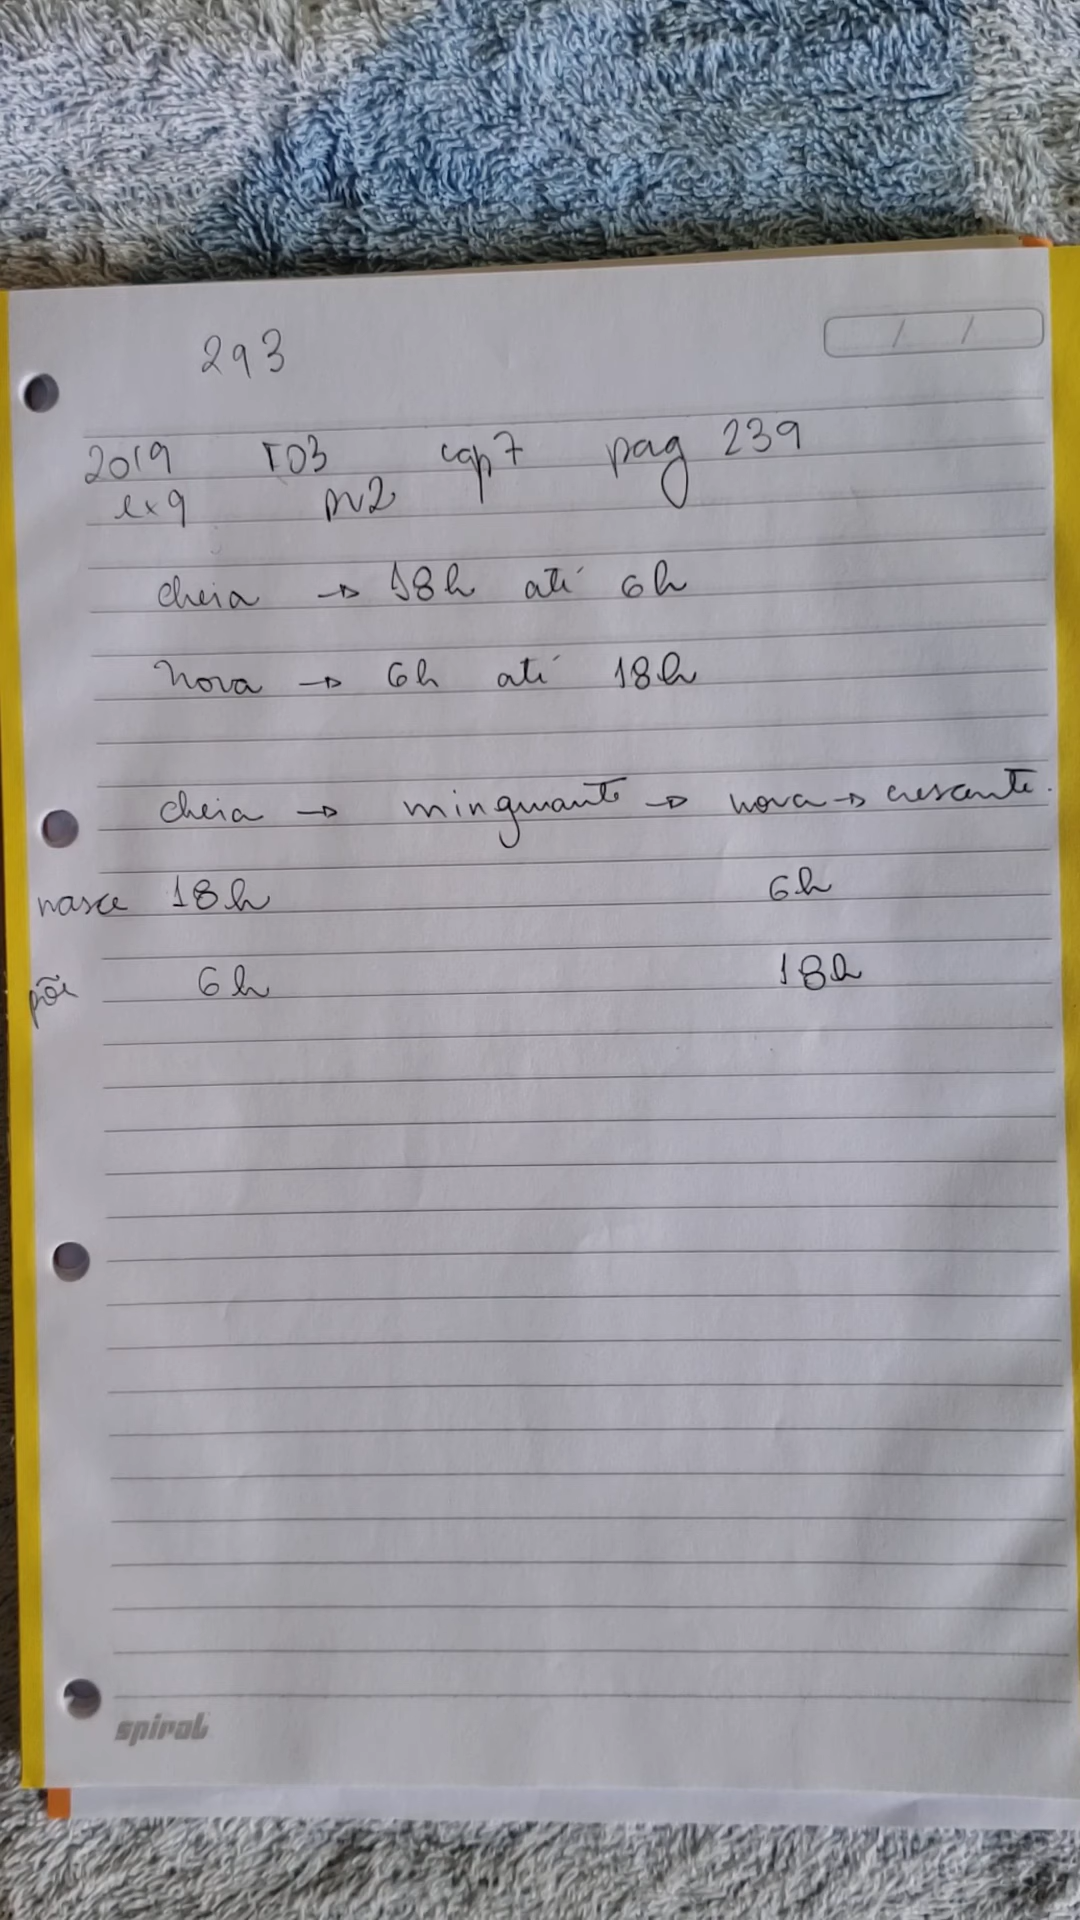 293
/ /
2019 T03 cap7 pag 239
ex9 N2
cheia → 18h até 6h
nova → 6h até 18h
cheia → minguante → nova → crescente.
nasce 18h 6h
põe 6h 18h
spiral